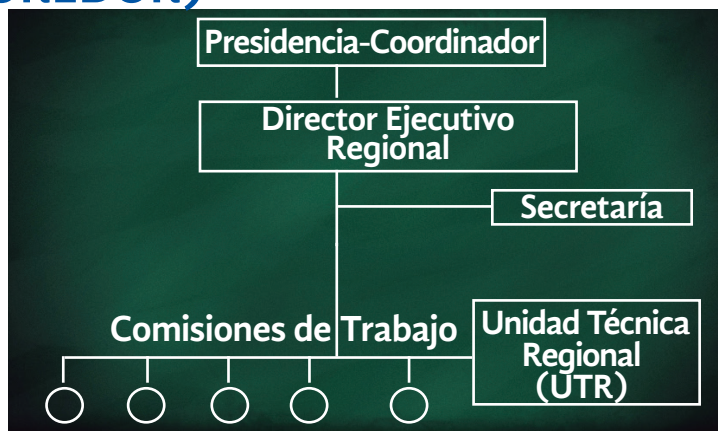 Presidencia-Coordinador
Director Ejecutivo
Regional
Secretaría
Comisiones de Trabajo
Unidad Técnica
Regional
(UTR)